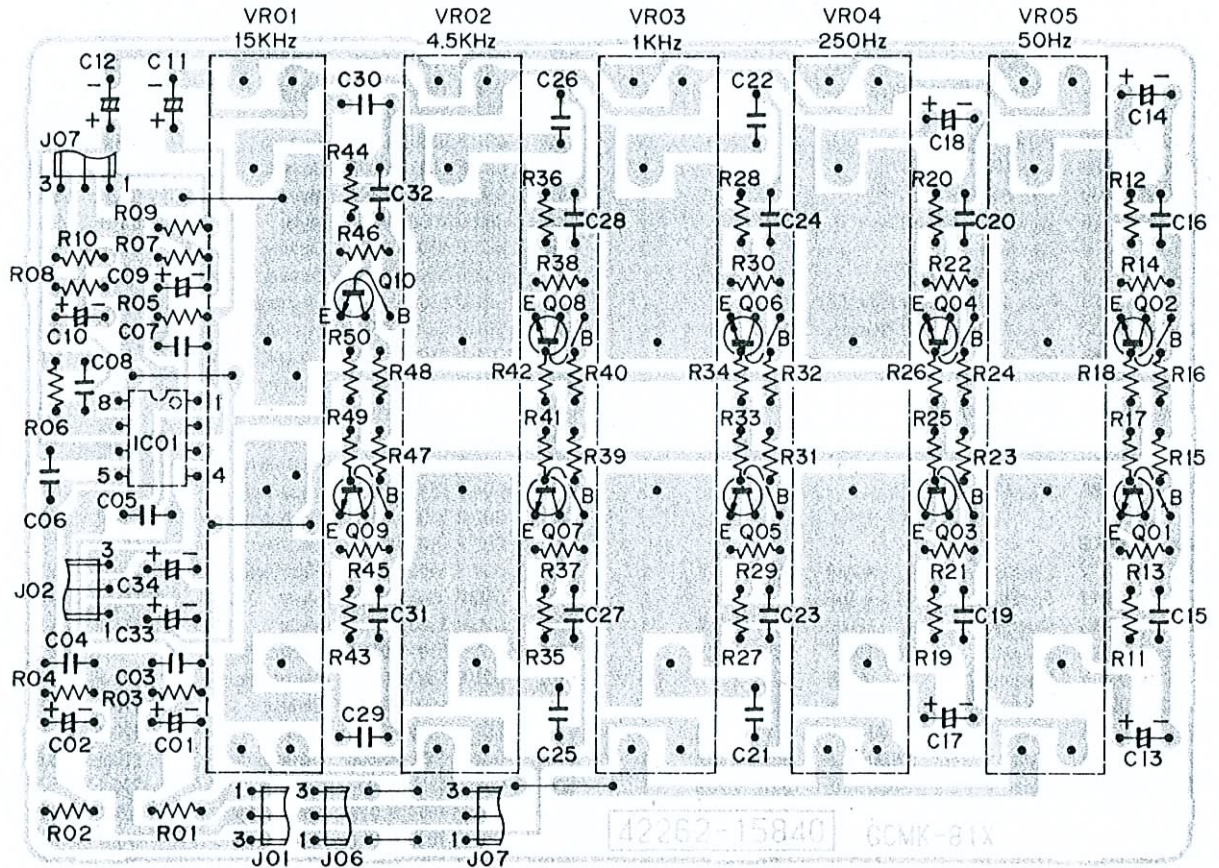 VR01 VR02 VR03 VR04 VR05
15KHz 4.5KHz 1KHz 250Hz 50Hz
C12 C11 C30 C26 C22 + - + -
- - C18 C14
+ +
J07
3 1
R44 R36 R28 R20 R12
C32 C28 C24 C20 C16
R09
R10 R07 R46
R08 C09 + - Q10 R38 R30 R22 R14
+ - R05 E B E Q08 E Q06 E Q04 E Q02
C10 C07 B B B B
C08 R50
R48 R42 R40 R34 R32 R26 R24 R18 R16
8 1
R06 R49 R41 R33 R25 R17
IC01
R47 R39 R31 R23 R15
5 4
C06 C05 B B B B B
E Q09 E Q07 E Q05 E Q03 E Q01
3 + -
J02 C34 R45 R37 R29 R21 R13
+ -
1 C33 C31 C27 C23 C19 C15
C04
R04 C03 R43 R35 R27 R19 R11
R03
+ - + - + - + -
C02 C01 C29 C25 C21 C17 C13
1 3 3
R02 R01 3 1 1
J01 J06 J07
42262-15840 GCMK-81X